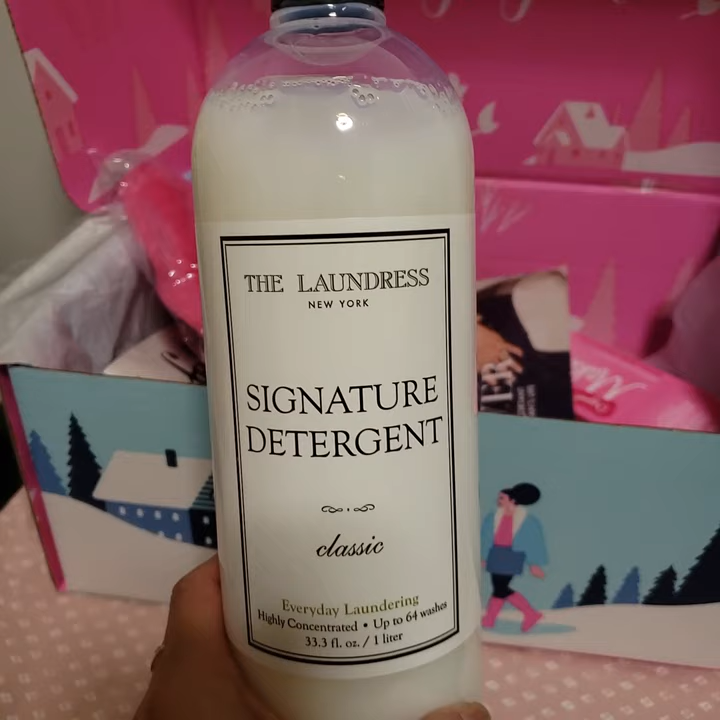 THE LAUNDRESS
NEW YORK
SIGNATURE
DETERGENT
classic
Everyday Laundering
Highly Concentrated • Up to 64 washes
33.3 fl. oz. / 1 liter